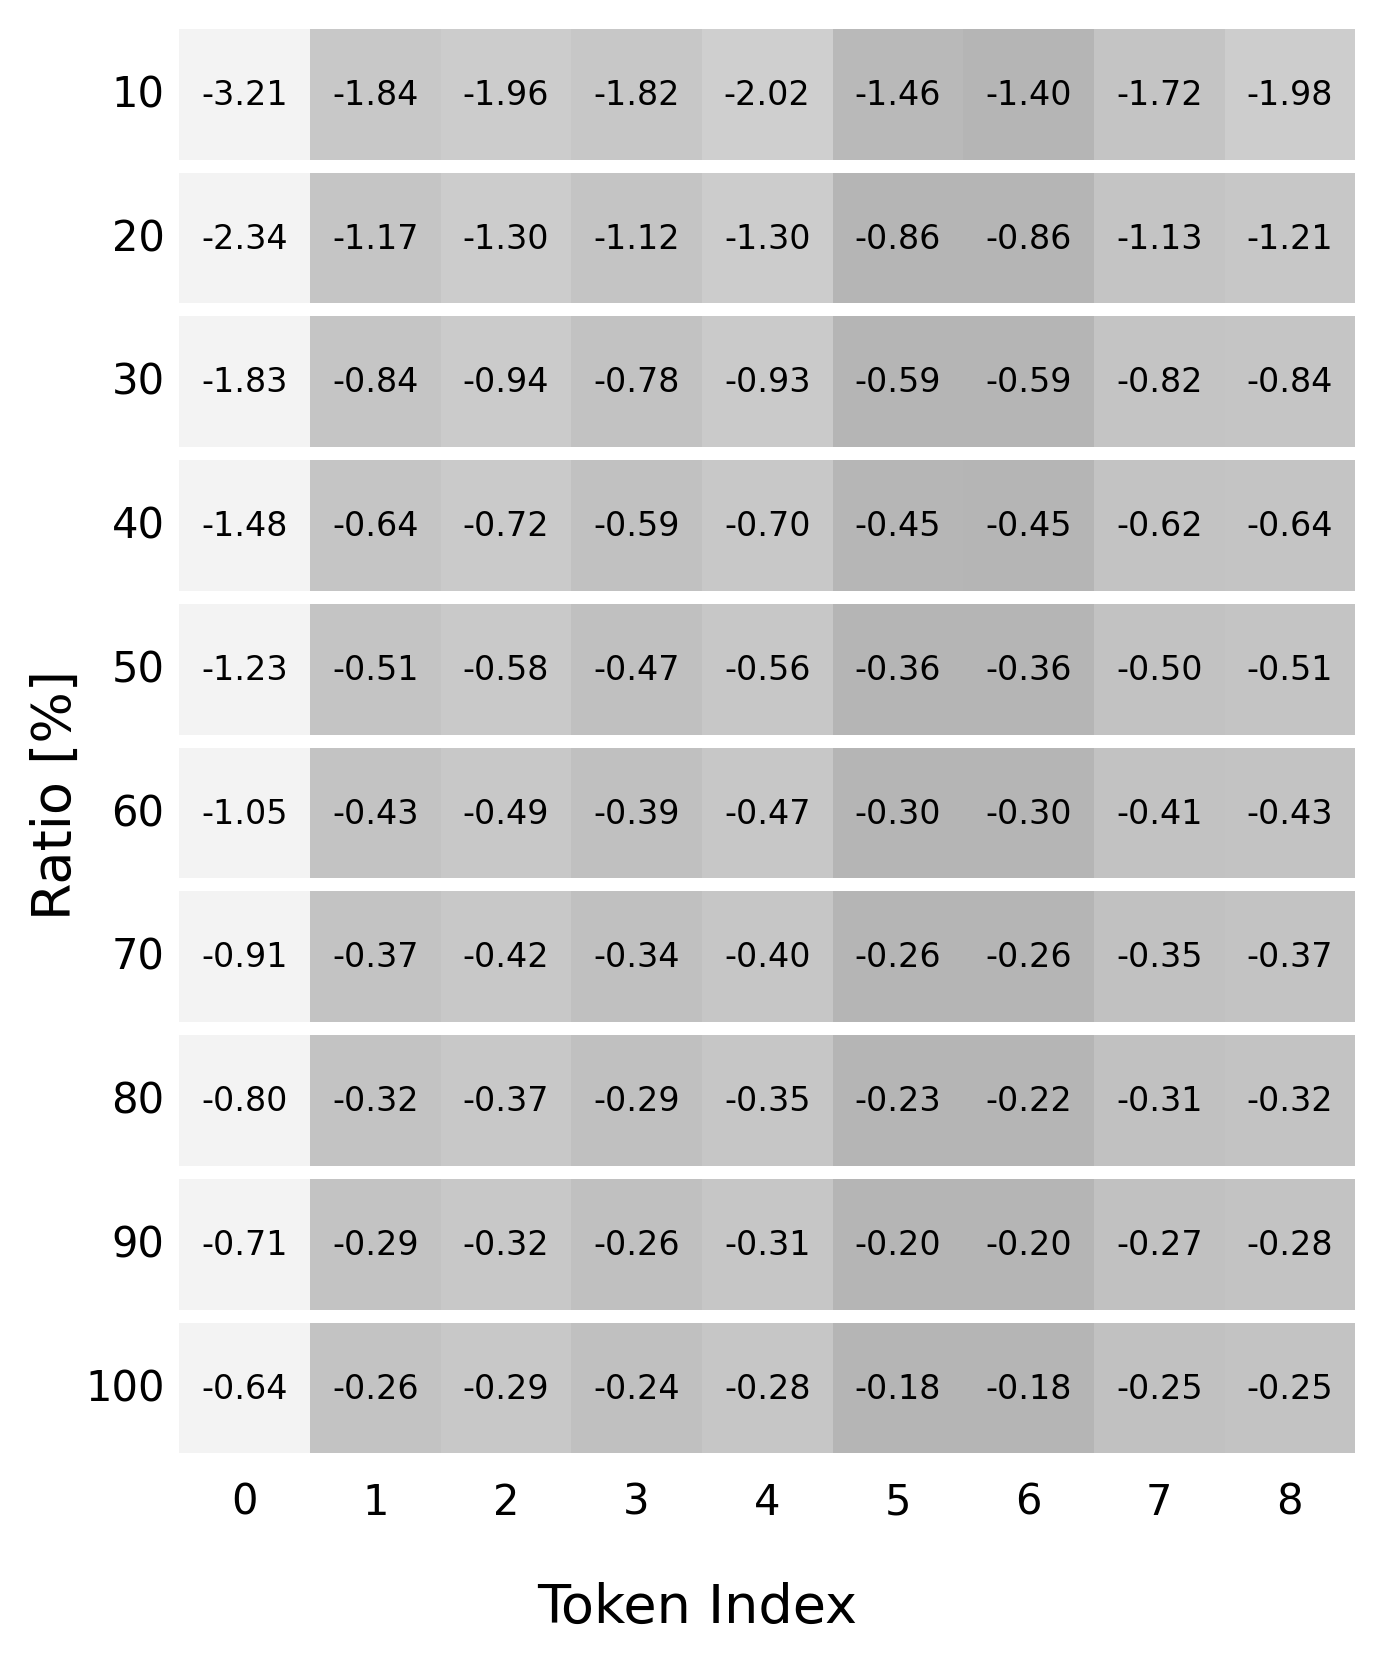 10 -3.21 -1.84 -1.96 -1.82 -2.02 -1.46 -1.40 -1.72 -1.98
20 -2.34 -1.17 -1.30 -1.12 -1.30 -0.86 -0.86 -1.13 -1.21
30 -1.83 -0.84 -0.94 -0.78 -0.93 -0.59 -0.59 -0.82 -0.84
40 -1.48 -0.64 -0.72 -0.59 -0.70 -0.45 -0.45 -0.62 -0.64
50 -1.23 -0.51 -0.58 -0.47 -0.56 -0.36 -0.36 -0.50 -0.51
60 -1.05 -0.43 -0.49 -0.39 -0.47 -0.30 -0.30 -0.41 -0.43
70 -0.91 -0.37 -0.42 -0.34 -0.40 -0.26 -0.26 -0.35 -0.37
80 -0.80 -0.32 -0.37 -0.29 -0.35 -0.23 -0.22 -0.31 -0.32
90 -0.71 -0.29 -0.32 -0.26 -0.31 -0.20 -0.20 -0.27 -0.28
100 -0.64 -0.26 -0.29 -0.24 -0.28 -0.18 -0.18 -0.25 -0.25
0 1 2 3 4 5 6 7 8
Token Index
Ratio [%]